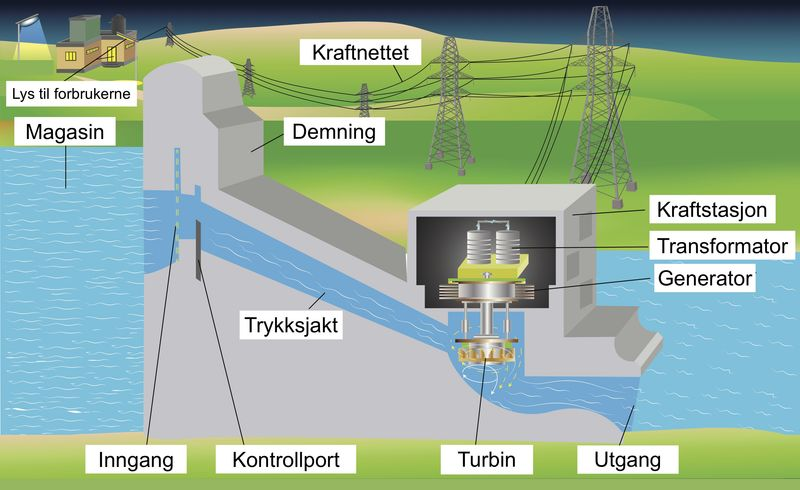 Kraftnettet
Lys til forbrukerne
Magasin
Demning
Kraftstasjon
Transformator
Generator
Trykksjakt
Inngang
Kontrollport
Turbin
Utgang